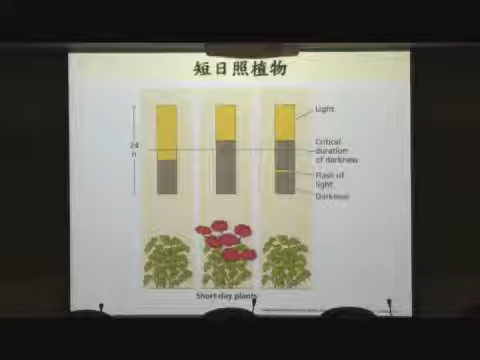 短日照植物
Light
24
h
Critical
duration
of darkness
Flash of
light
Darkness
Short-day plants